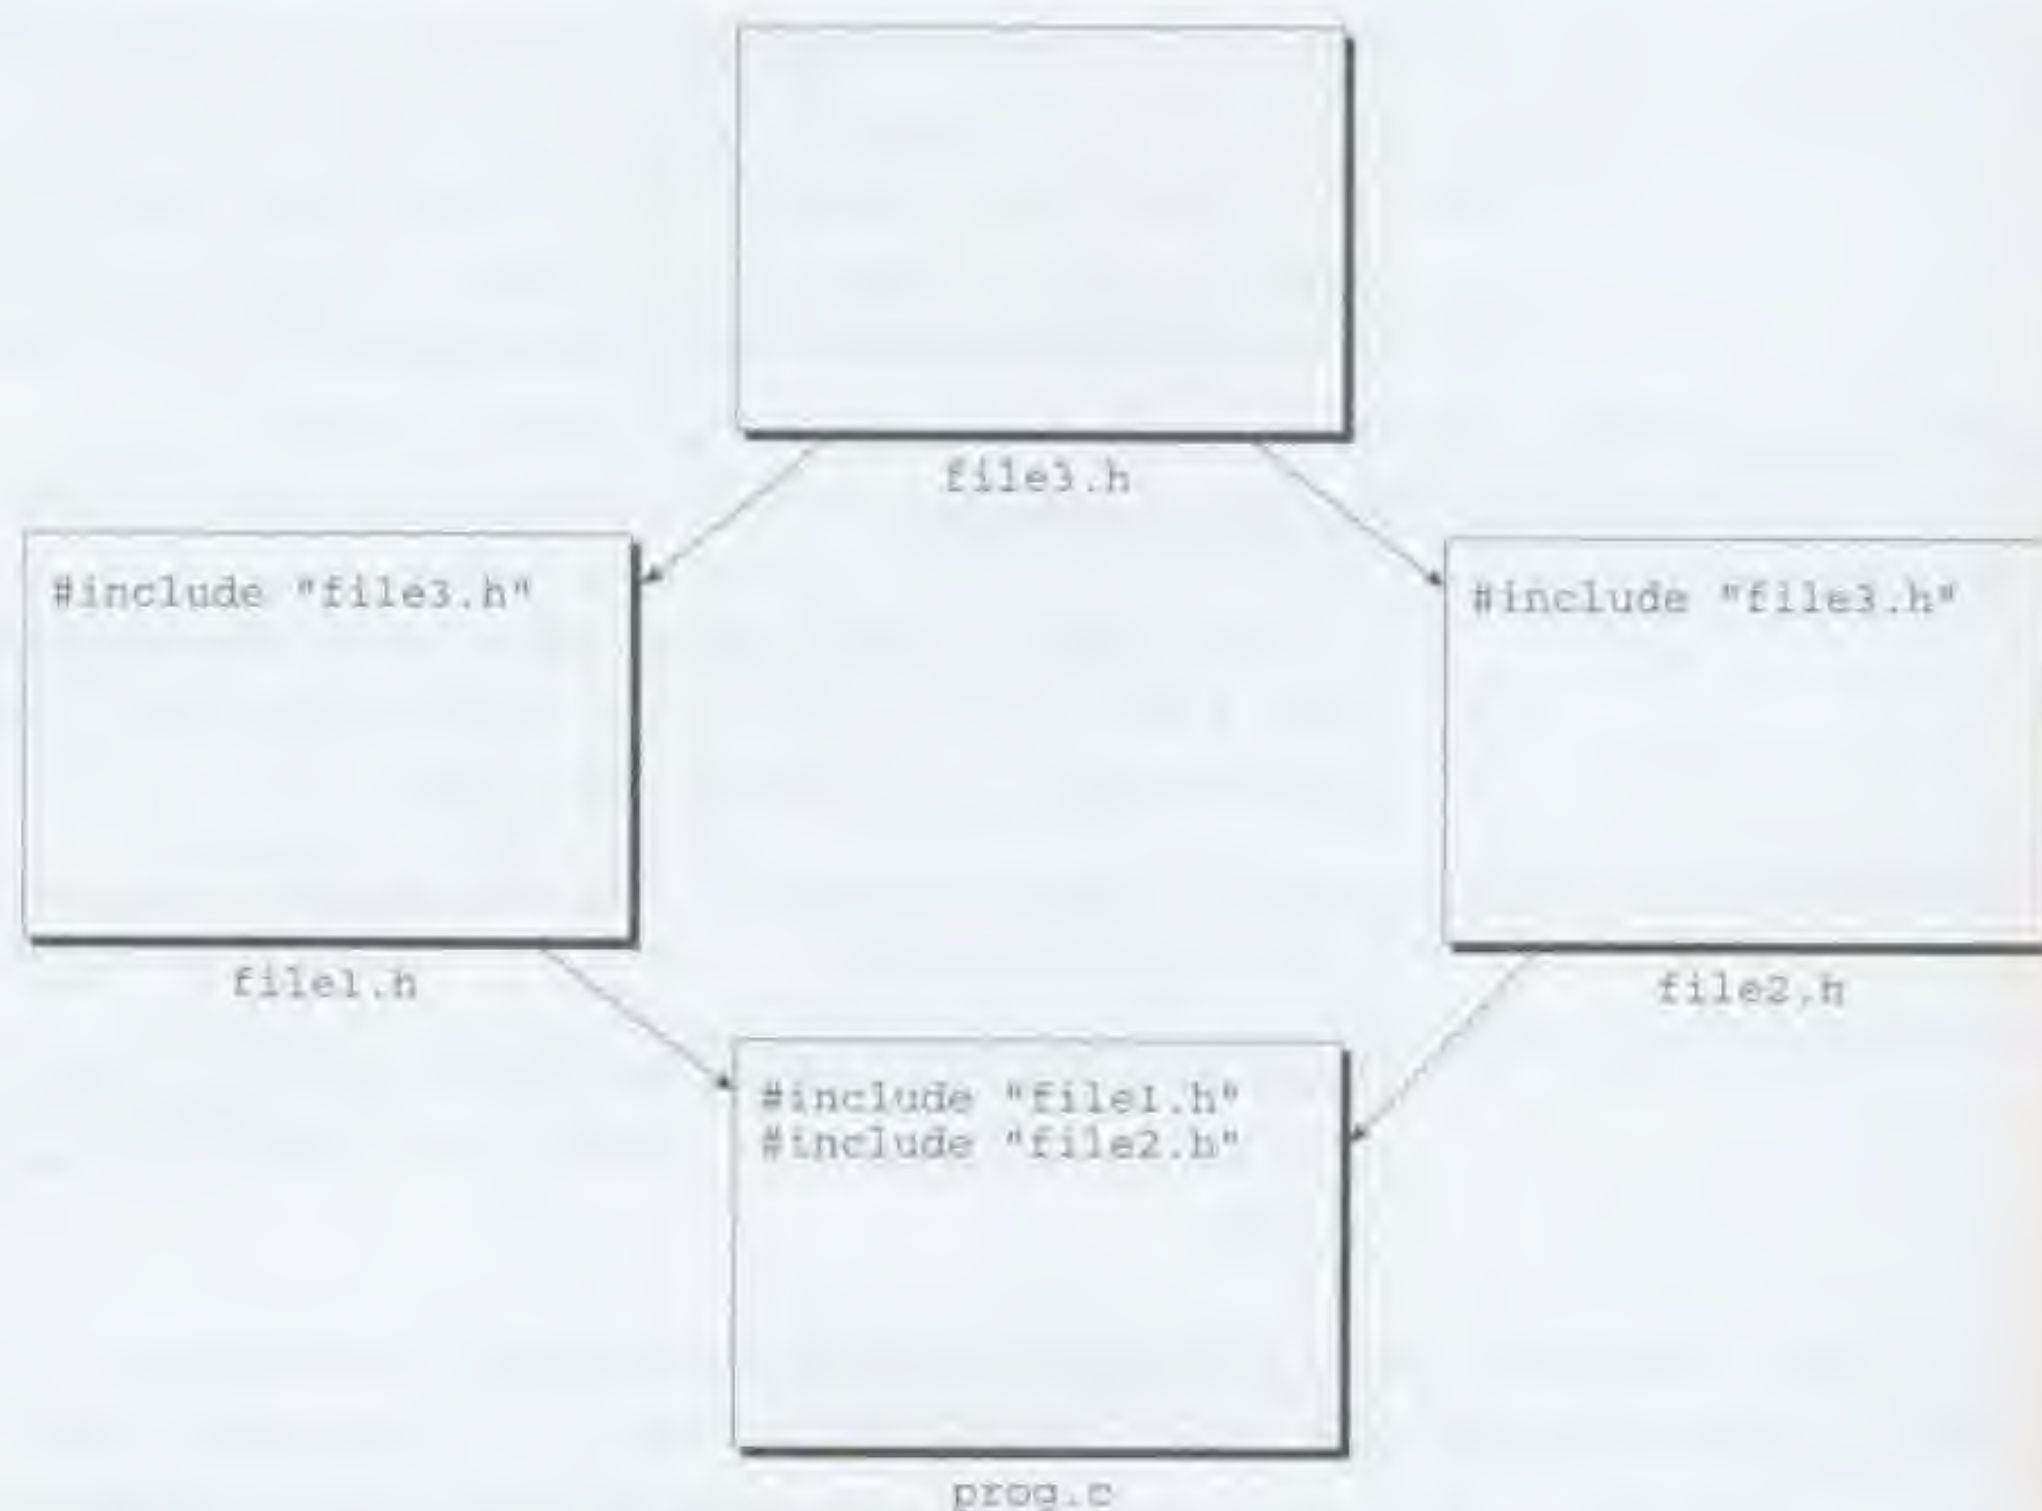 file3.h
#include "file3.h"
#include "file3.h"
file1.h
file2.h
#include "file1.h"
#include "file2.h"
prog.c